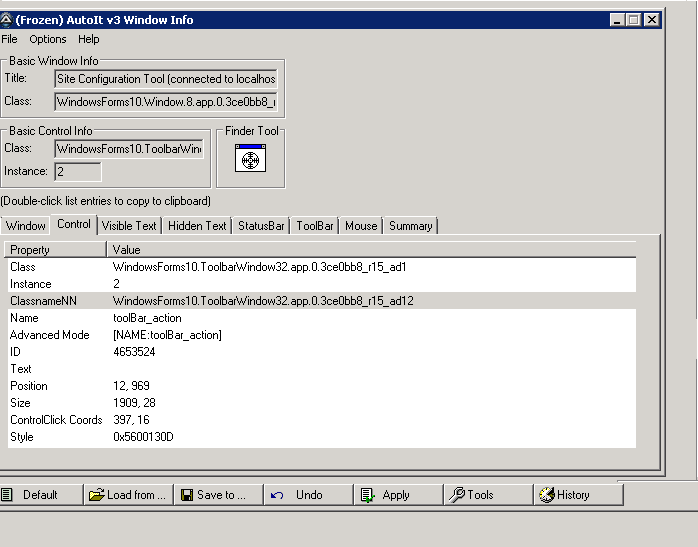 (Frozen) AutoIt v3 Window Info
File Options Help
Basic Window Info
Title: Site Configuration Tool (connected to localhos
Class: WindowsForms10.Window.8.app.0.3ce0bb8_r
Basic Control Info Finder Tool
Class: WindowsForms10.ToolbarWin
Instance: 2
(Double-click list entries to copy to clipboard)
Window Control Visible Text Hidden Text StatusBar ToolBar Mouse Summary
Property Value
Class WindowsForms10.ToolbarWindow32.app.0.3ce0bb8_r15_ad1
Instance 2
ClassnameNN WindowsForms10.ToolbarWindow32.app.0.3ce0bb8_r15_ad12
Name toolBar_action
Advanced Mode [NAME:toolBar_action]
ID 4653524
Text
Position 12, 969
Size 1909, 28
ControlClick Coords 397, 16
Style 0x5600130D
Default Load from ... Save to ... Undo Apply Tools History